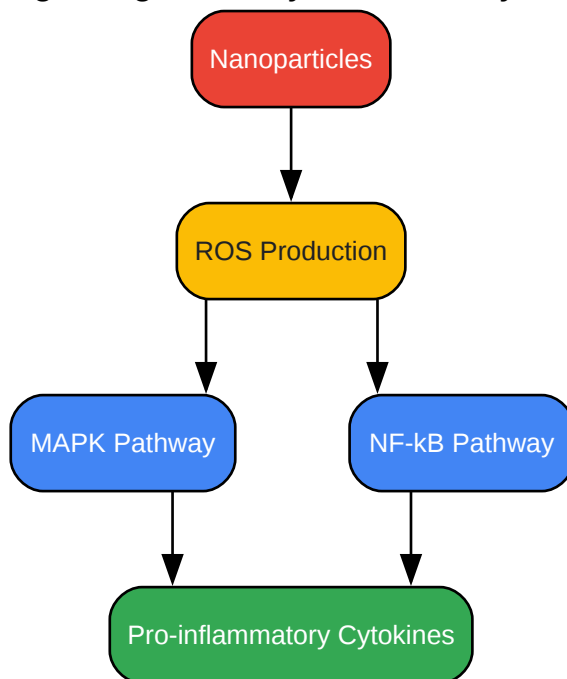 Nanoparticles
ROS Production
MAPK Pathway
NF-kB Pathway
Pro-inflammatory Cytokines